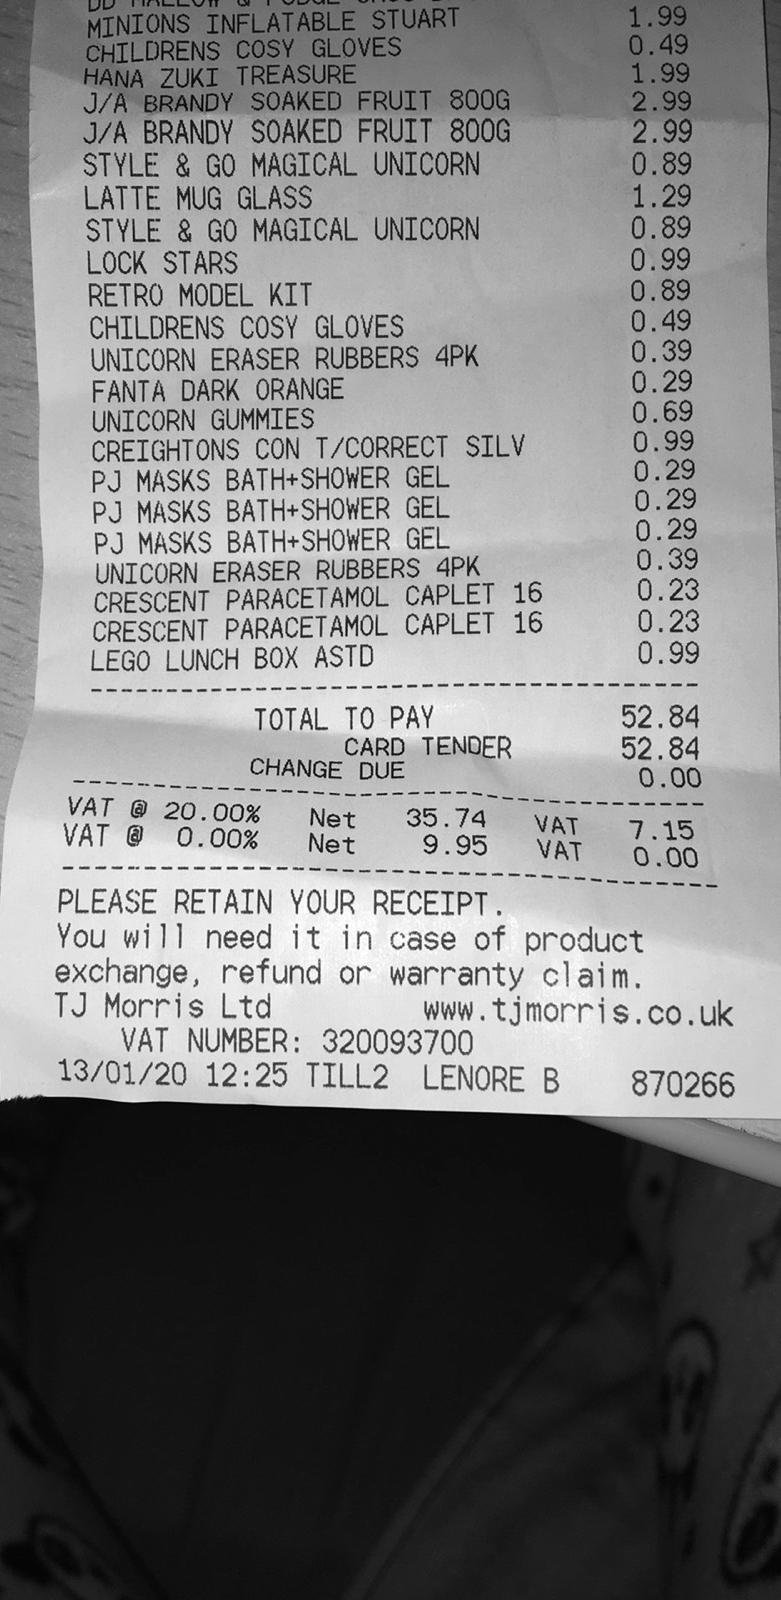 MINIONS INFLATABLE STUART 1.99
CHILDRENS COSY GLOVES 0.49
HANA ZUKI TREASURE 1.99
J/A BRANDY SOAKED FRUIT 800G 2.99
J/A BRANDY SOAKED FRUIT 800G 2.99
STYLE & GO MAGICAL UNICORN 0.89
LATTE MUG GLASS 1.29
STYLE & GO MAGICAL UNICORN 0.89
LOCK STARS 0.99
RETRO MODEL KIT 0.89
CHILDRENS COSY GLOVES 0.49
UNICORN ERASER RUBBERS 4PK 0.39
FANTA DARK ORANGE 0.29
UNICORN GUMMIES 0.69
CREIGHTONS CON T/CORRECT SILV 0.99
PJ MASKS BATH+SHOWER GEL 0.29
PJ MASKS BATH+SHOWER GEL 0.29
PJ MASKS BATH+SHOWER GEL 0.29
UNICORN ERASER RUBBERS 4PK 0.39
CRESCENT PARACETAMOL CAPLET 16 0.23
CRESCENT PARACETAMOL CAPLET 16 0.23
LEGO LUNCH BOX ASTD 0.99
TOTAL TO PAY 52.84
CARD TENDER 52.84
CHANGE DUE 0.00
VAT @ 20.00% Net 35.74 VAT 7.15
VAT @ 0.00% Net 9.95 VAT 0.00
PLEASE RETAIN YOUR RECEIPT.
You will need it in case of product
exchange, refund or warranty claim.
TJ Morris Ltd www.tjmorris.co.uk
VAT NUMBER: 320093700
13/01/20 12:25 TILL2 LENORE B 870266